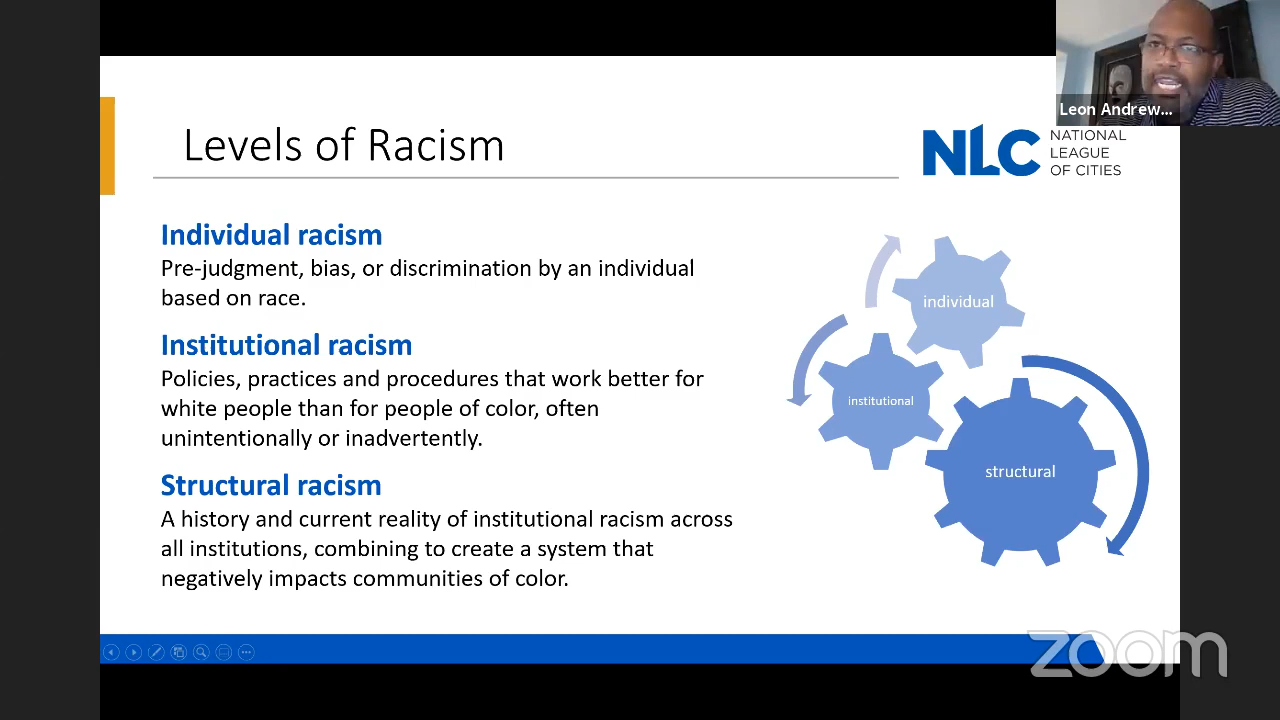 Leon Andrew...
Levels of Racism
NLC
NATIONAL
LEAGUE
OF CITIES
Individual racism
Pre-judgment, bias, or discrimination by an individual
based on race.
Institutional racism
Policies, practices and procedures that work better for
white people than for people of color, often
unintentionally or inadvertently.
Structural racism
A history and current reality of institutional racism across
all institutions, combining to create a system that
negatively impacts communities of color.
individual
institutional
structural
zoom